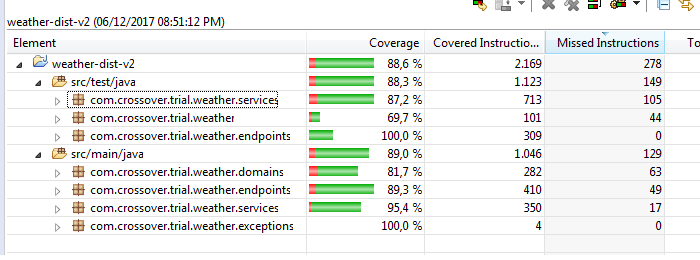 weather-dist-v2 (06/12/2017 08:51:12 PM)
Element Coverage Covered Instructio... Missed Instructions To
weather-dist-v2 88,6 % 2.169 278
src/test/java 88,3 % 1.123 149
com.crossover.trial.weather.services 87,2 % 713 105
com.crossover.trial.weather 69,7 % 101 44
com.crossover.trial.weather.endpoints 100,0 % 309 0
src/main/java 89,0 % 1.046 129
com.crossover.trial.weather.domains 81,7 % 282 63
com.crossover.trial.weather.endpoints 89,3 % 410 49
com.crossover.trial.weather.services 95,4 % 350 17
com.crossover.trial.weather.exceptions 100,0 % 4 0